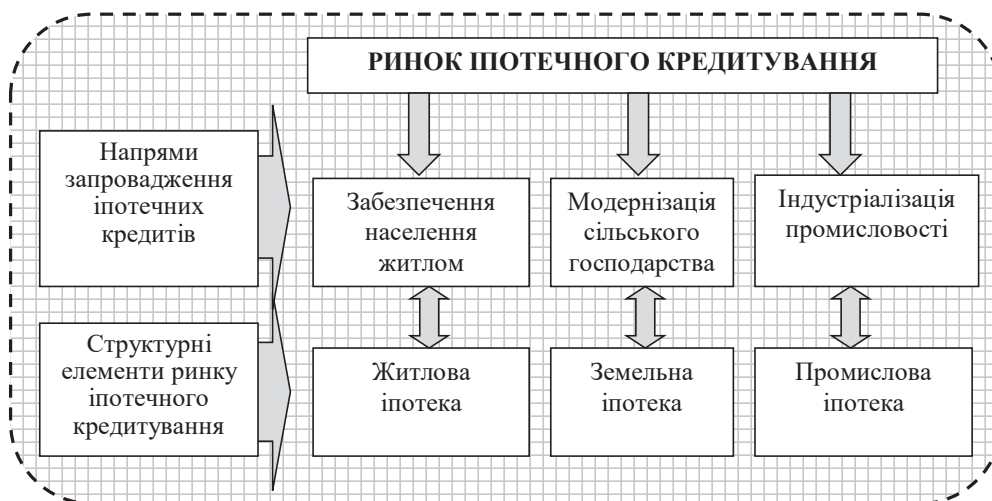 РИНОК ІПОТЕЧНОГО КРЕДИТУВАННЯ
Напрями
запровадження
іпотечних
кредитів
Забезпечення
населення
житлом
Модернізація
сільського
господарства
Індустріалізація
промисловості
Структурні
елементи ринку
іпотечного
кредитування
Житлова
іпотека
Земельна
іпотека
Промислова
іпотека